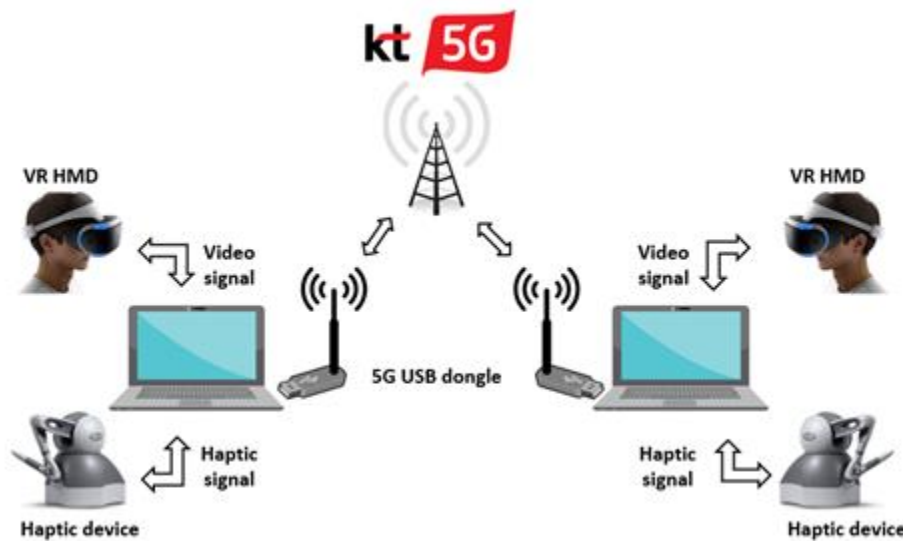 kt 5G
VR HMD
VR HMD
Video
signal
Video
signal
5G USB dongle
Haptic
signal
Haptic
signal
Haptic device
Haptic device